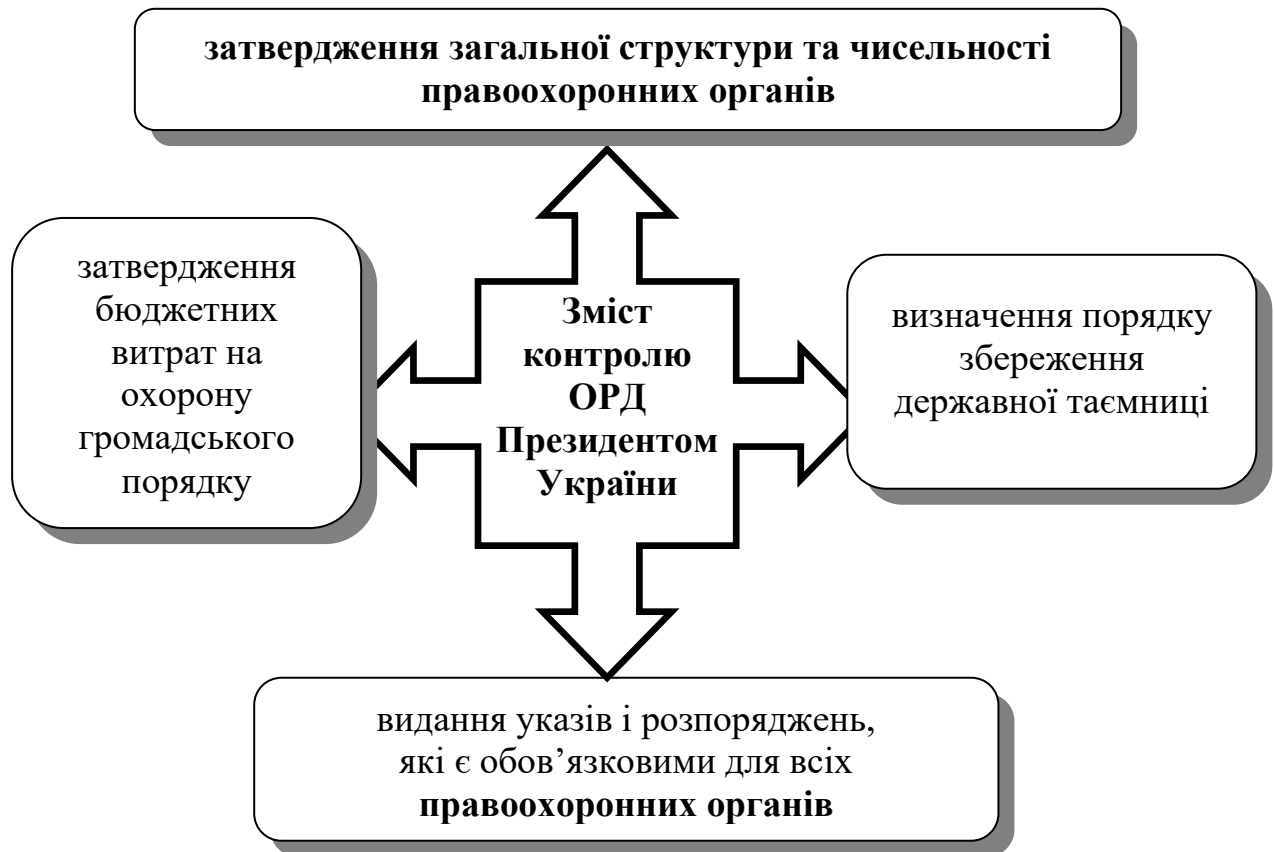 затвердження загальної структури та чисельності
правоохоронних органів
затвердження
бюджетних
витрат на
охорону
громадського
порядку
Зміст
контролю
ОРД
Президентом
України
визначення порядку
збереження
державної таємниці
видання указів і розпоряджень,
які є обов’язковими для всіх
правоохоронних органів